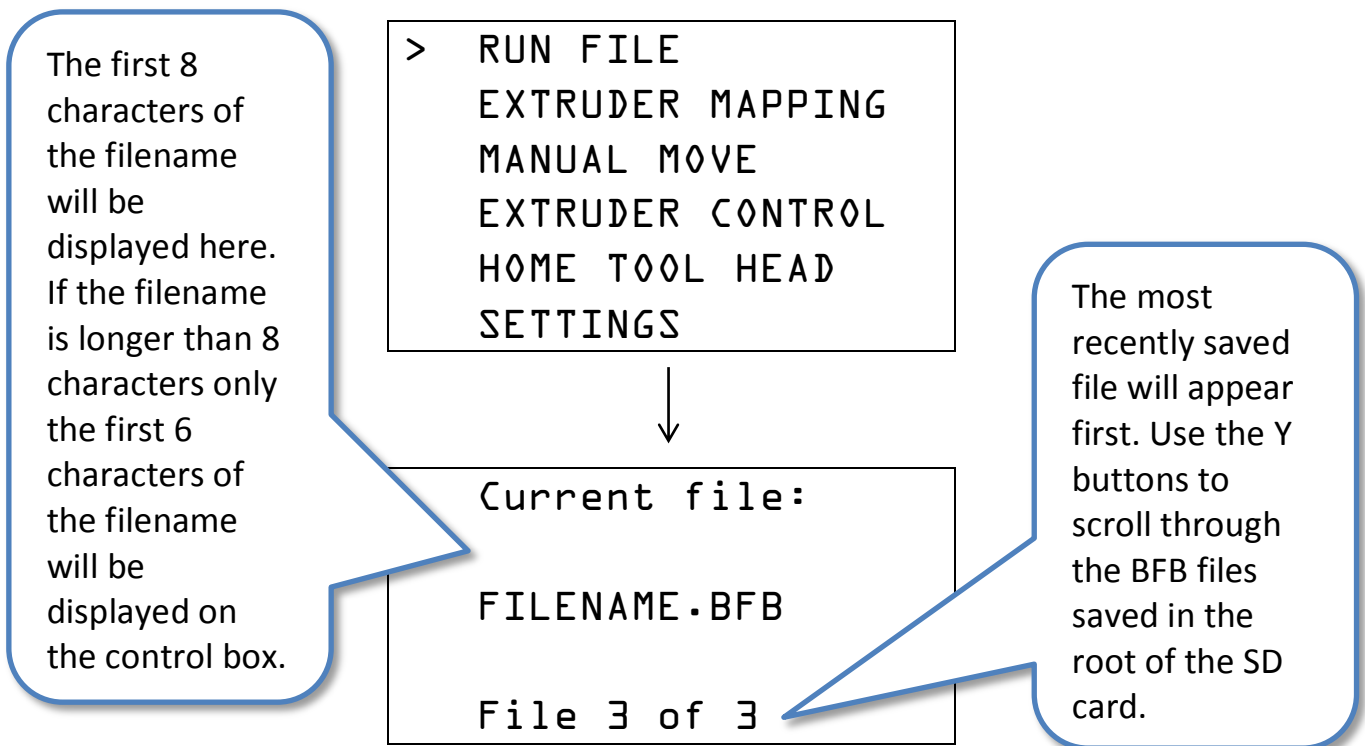 The first 8
characters of
the filename
will be
displayed here.
If the filename
is longer than 8
characters only
the first 6
characters of
the filename
will be
displayed on
the control box.
> RUN FILE
EXTRUDER MAPPING
MANUAL MOVE
EXTRUDER CONTROL
HOME TOOL HEAD
SETTINGS
Current file:
FILENAME.BFB
File 3 of 3
The most
recently saved
file will appear
first. Use the Y
buttons to
scroll through
the BFB files
saved in the
root of the SD
card.